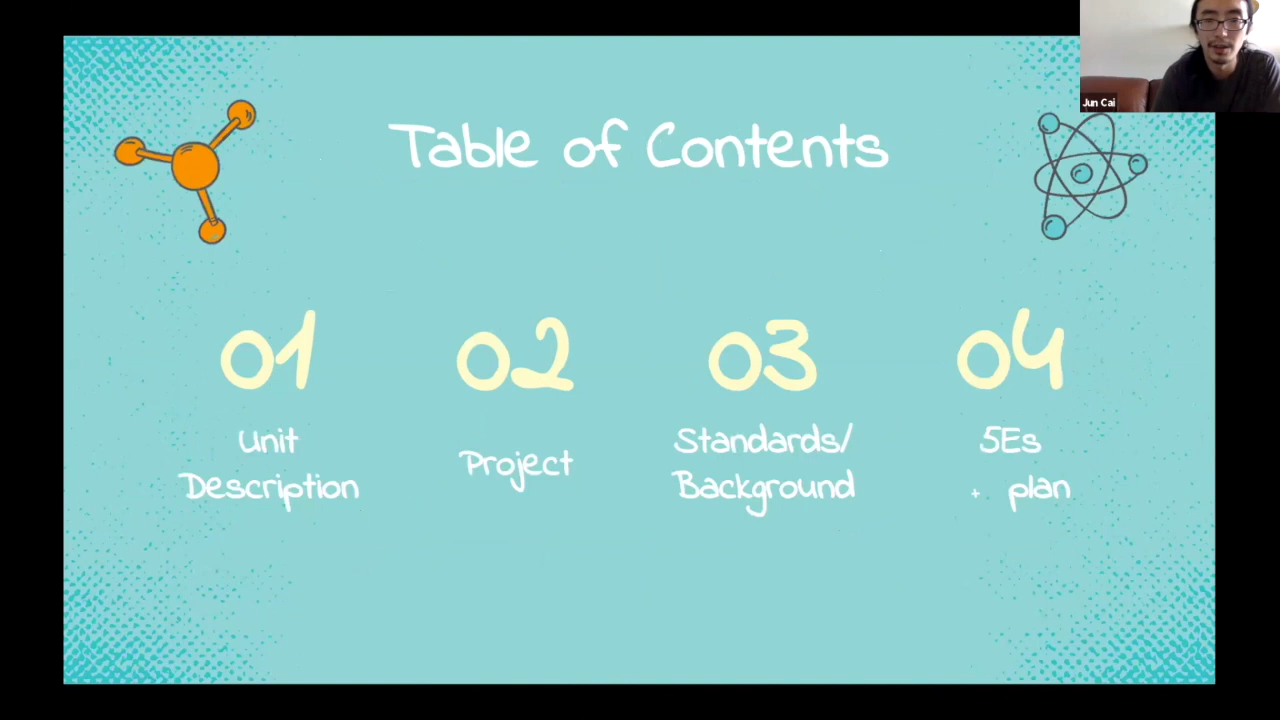 Jun Cai
Table of Contents
01
Unit
Description
02
Project
03
Standards/
Background
04
5Es
+ plan